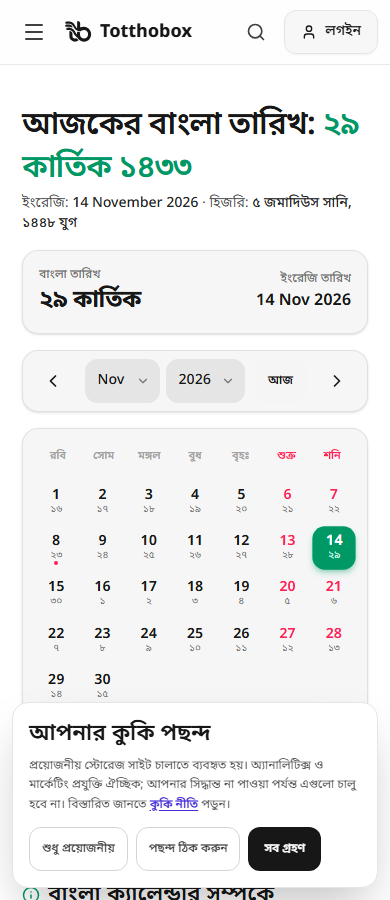 Totthobox
লগইন
আজকের বাংলা তারিখ: ২৯
কার্তিক ১৪৩৩
ইংরেজি: 14 November 2026 · হিজরি: ৫ জমাদিউস সানি,
১৪৪৮ যুগ
বাংলা তারিখ
২৯ কার্তিক
ইংরেজি তারিখ
14 Nov 2026
Nov
2026
আজ
রবি সোম মঙ্গল বুধ বৃহঃ শুক্র শনি
1 2 3 4 5 6 7
১৬ ১৭ ১৮ ১৯ ২০ ২১ ২২
8 9 10 11 12 13 14
২৩ ২৪ ২৫ ২৬ ২৭ ২৮ ২৯
15 16 17 18 19 20 21
৩০ ১ ২ ৩ ৪ ৫ ৬
22 23 24 25 26 27 28
৭ ৮ ৯ ১০ ১১ ১২ ১৩
29 30
১৪ ১৫
আপনার কুকি পছন্দ
প্রয়োজনীয় স্টোরেজ সাইট চালাতে ব্যবহৃত হয়। অ্যানালিটিক্স ও
মার্কেটিং প্রযুক্তি ঐচ্ছিক; আপনার সিদ্ধান্ত না পাওয়া পর্যন্ত এগুলো চালু
হবে না। বিস্তারিত জানতে কুকি নীতি পড়ুন।
শুধু প্রয়োজনীয়
পছন্দ ঠিক করুন
সব গ্রহণ
বাংলা ক্যালেন্ডার সম্পর্কে